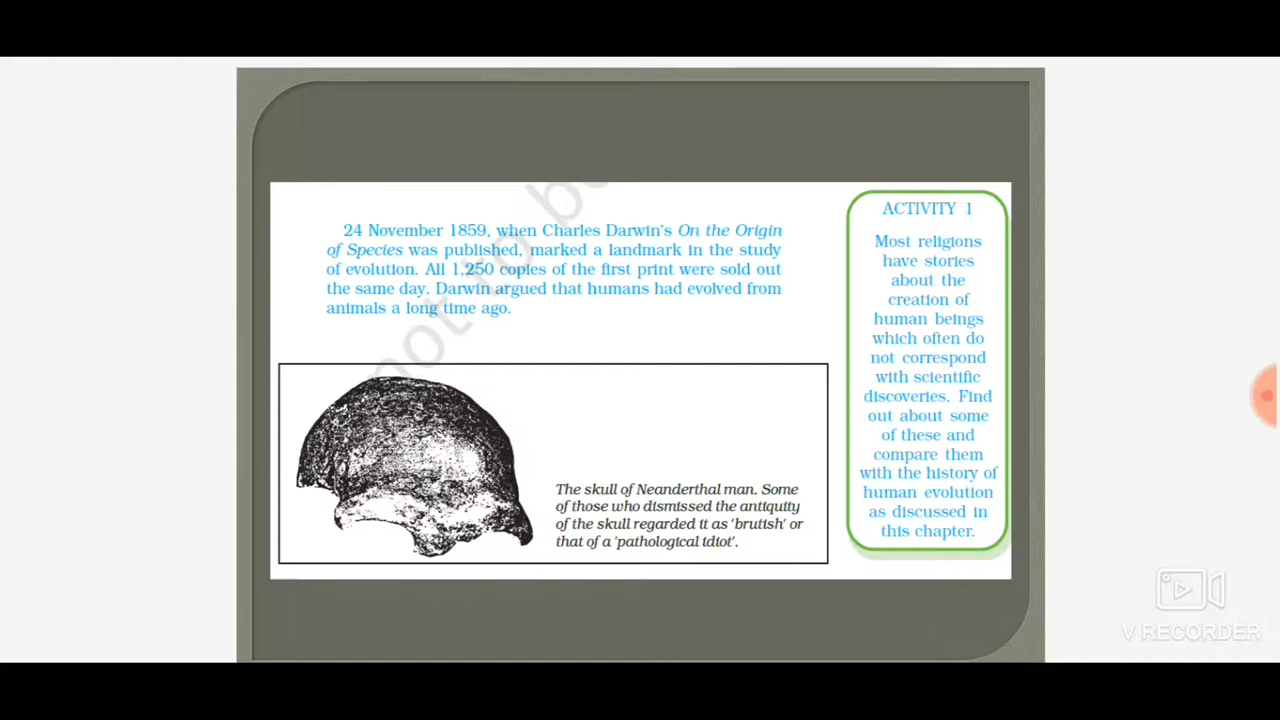 24 November 1859, when Charles Darwin's On the Origin
of Species was published, marked a landmark in the study
of evolution. All 1,250 copies of the first print were sold out
the same day. Darwin argued that humans had evolved from
animals a long time ago.
The skull of Neanderthal man. Some
of those who dismissed the antiquity
of the skull regarded it as 'brutish' or
that of a 'pathological idiot'.
ACTIVITY 1
Most religions
have stories
about the
creation of
human beings
which often do
not correspond
with scientific
discoveries. Find
out about some
of these and
compare them
with the history of
human evolution
as discussed in
this chapter.
not to be
V RECORDER